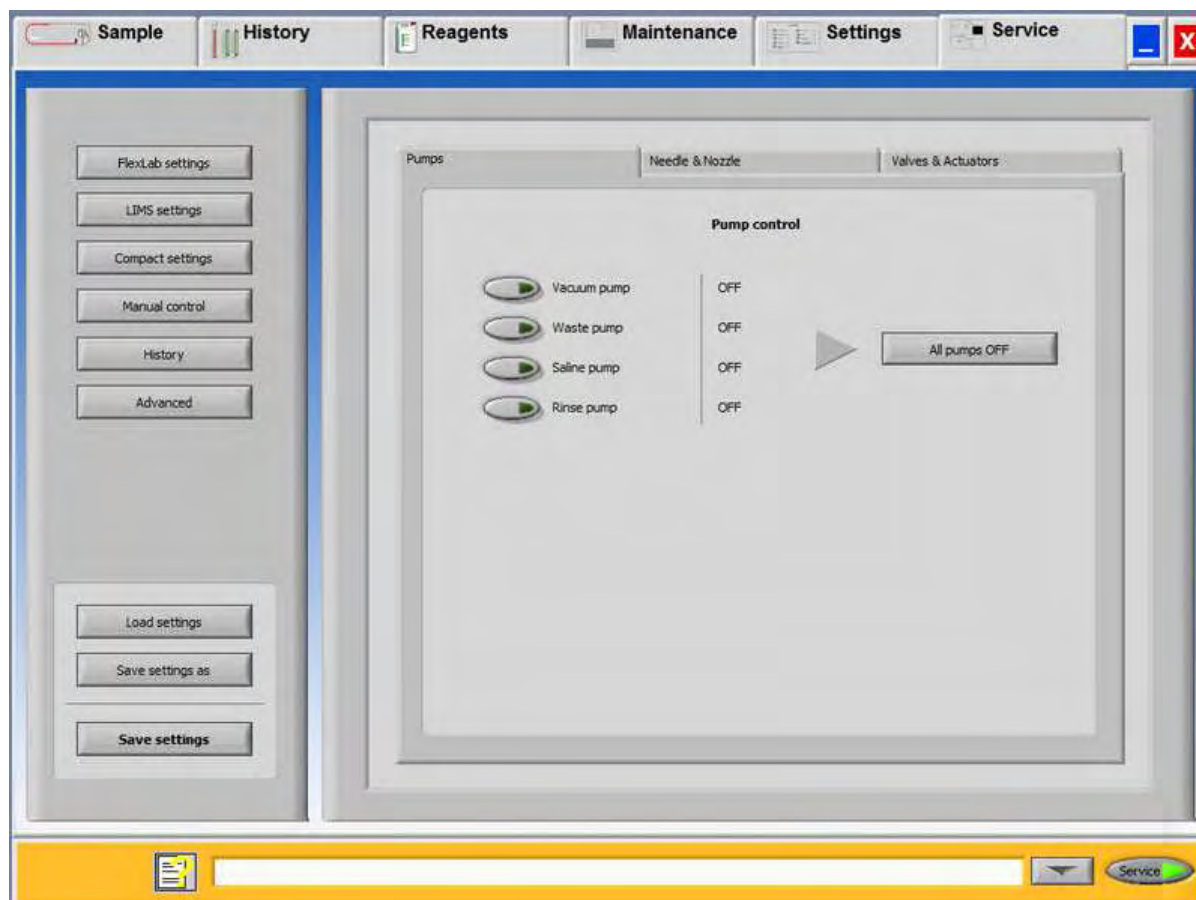 Sample History Reagents Maintenance Settings Service
_ X
FlexLab settings
LIMS settings
Compact settings
Manual control
History
Advanced
Load settings
Save settings as
Save settings
Pumps Needle & Nozzle Valves & Actuators
Pump control
Vacuum pump OFF
Waste pump OFF
Saline pump OFF
Rinse pump OFF
All pumps OFF
Service